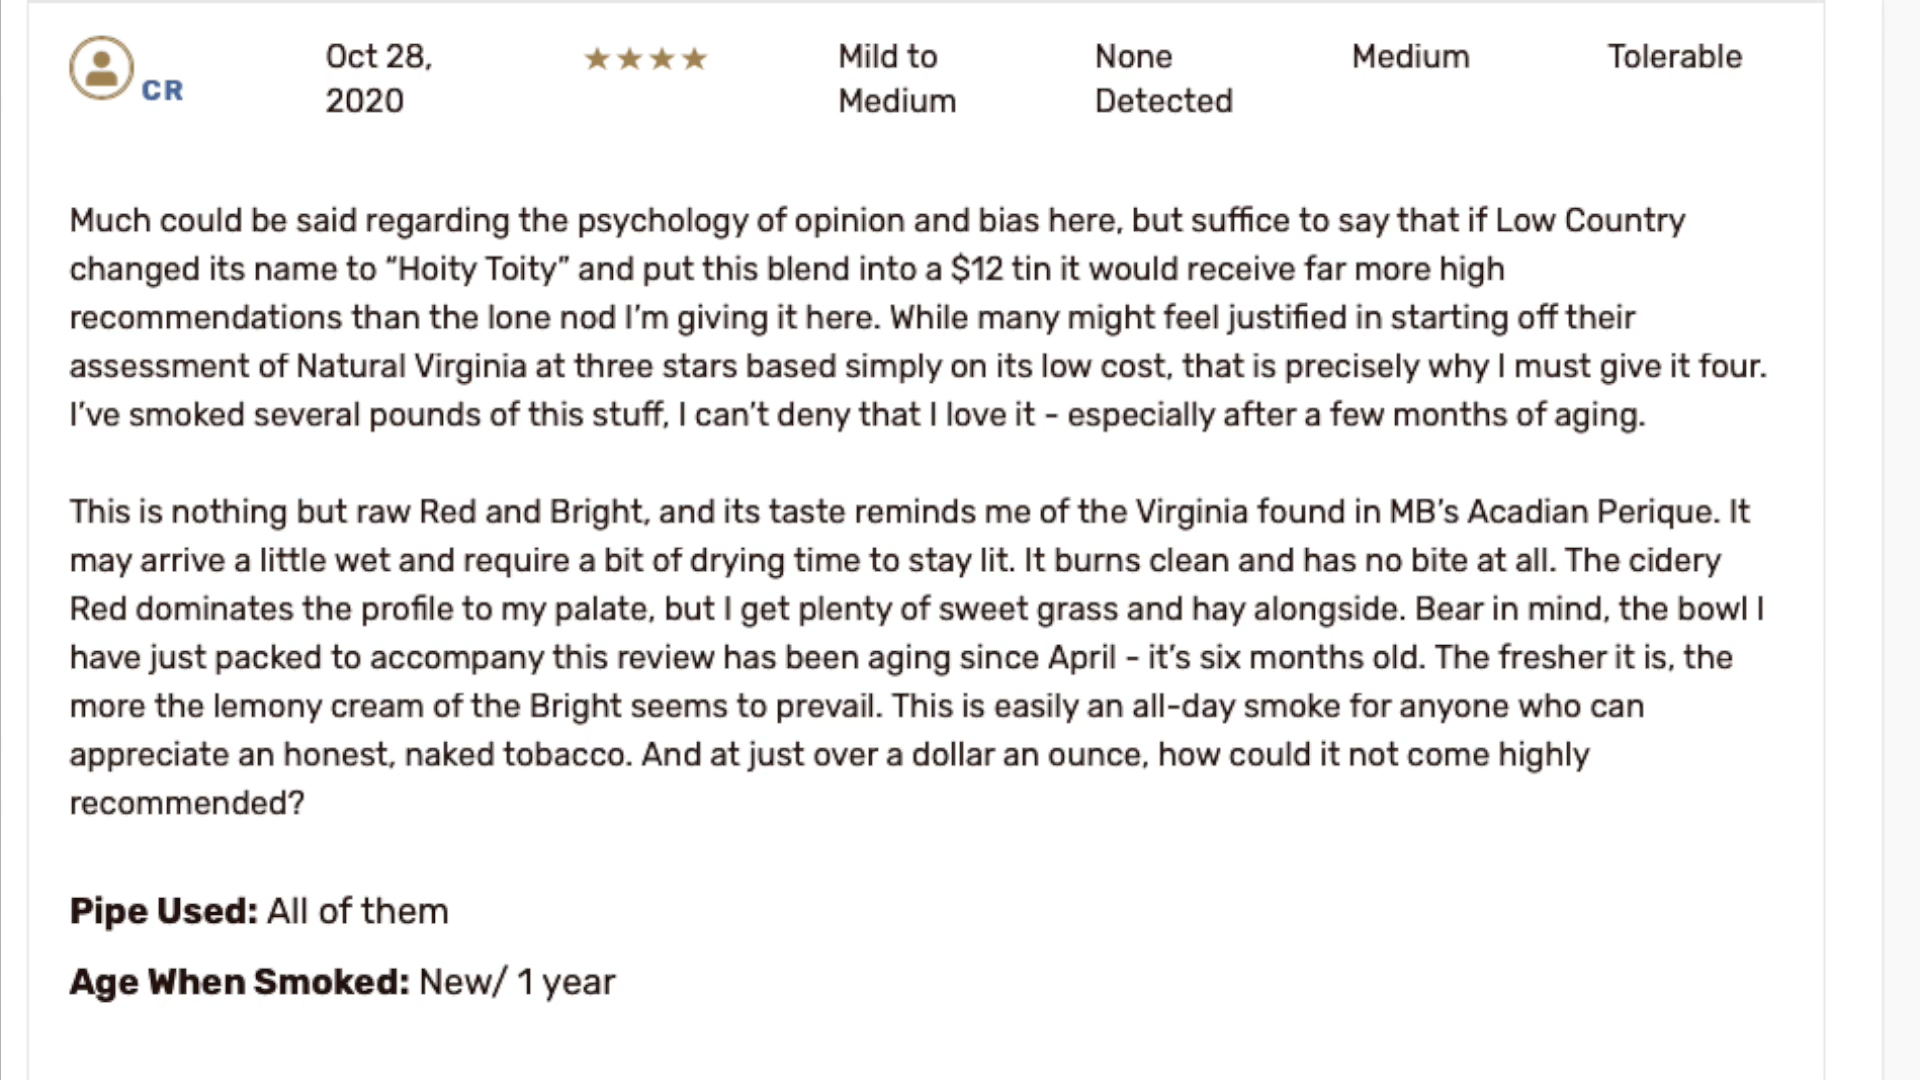 CR
Oct 28,
2020
★★★★
Mild to
Medium
None
Detected
Medium
Tolerable
Much could be said regarding the psychology of opinion and bias here, but suffice to say that if Low Country
changed its name to “Hoity Toity” and put this blend into a $12 tin it would receive far more high
recommendations than the lone nod I’m giving it here. While many might feel justified in starting off their
assessment of Natural Virginia at three stars based simply on its low cost, that is precisely why I must give it four.
I’ve smoked several pounds of this stuff, I can’t deny that I love it - especially after a few months of aging.
This is nothing but raw Red and Bright, and its taste reminds me of the Virginia found in MB’s Acadian Perique. It
may arrive a little wet and require a bit of drying time to stay lit. It burns clean and has no bite at all. The cidery
Red dominates the profile to my palate, but I get plenty of sweet grass and hay alongside. Bear in mind, the bowl I
have just packed to accompany this review has been aging since April - it’s six months old. The fresher it is, the
more the lemony cream of the Bright seems to prevail. This is easily an all-day smoke for anyone who can
appreciate an honest, naked tobacco. And at just over a dollar an ounce, how could it not come highly
recommended?
Pipe Used: All of them
Age When Smoked: New/ 1 year